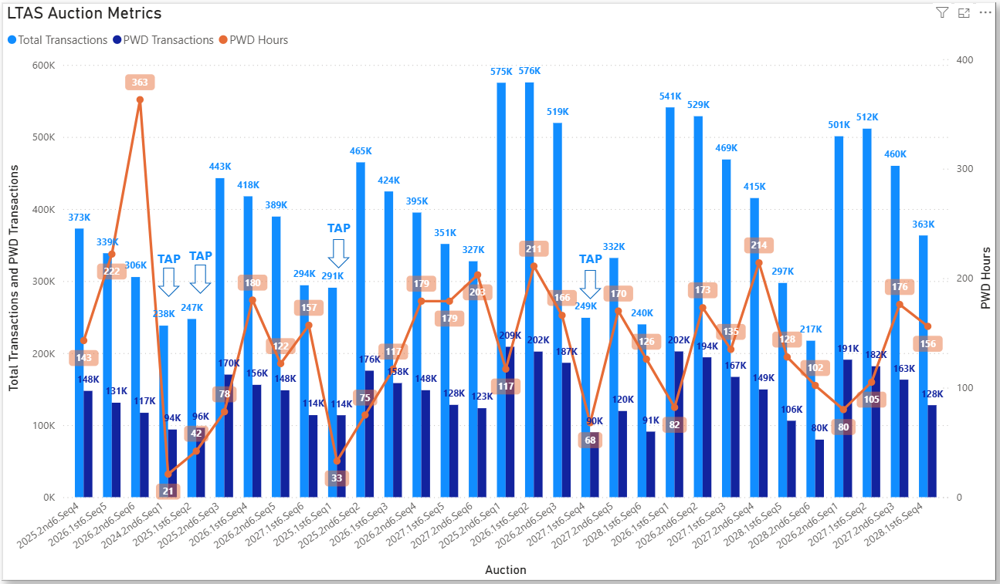 LTAS Auction Metrics
Total Transactions PWD Transactions PWD Hours
600K
500K
400K
300K
200K
100K
0K
400
300
200
100
0
Total Transactions and PWD Transactions
PWD Hours
373K
339K
306K
238K
247K
443K
418K
389K
294K
291K
465K
424K
395K
351K
327K
575K
576K
519K
249K
332K
240K
541K
529K
469K
415K
297K
217K
501K
512K
460K
363K
TAP
TAP
TAP
TAP
148K
131K
117K
94K
96K
170K
156K
148K
114K
114K
176K
158K
148K
128K
123K
209K
202K
187K
90K
120K
91K
202K
194K
167K
149K
106K
80K
191K
182K
163K
128K
143
222
363
21
42
78
180
122
157
33
75
117
179
179
203
117
211
166
68
170
126
82
173
135
214
128
102
80
105
176
156
2025.2nd6.Seq4
2026.1st6.Seq5
2026.2nd6.Seq6
2024.2nd6.Seq1
2025.1st6.Seq2
2025.2nd6.Seq3
2026.1st6.Seq4
2026.2nd6.Seq5
2027.1st6.Seq6
2025.1st6.Seq1
2025.2nd6.Seq2
2026.1st6.Seq3
2026.2nd6.Seq4
2027.1st6.Seq5
2027.2nd6.Seq6
2025.2nd6.Seq1
2026.1st6.Seq2
2026.2nd6.Seq3
2027.1st6.Seq4
2027.2nd6.Seq5
2028.1st6.Seq6
2026.1st6.Seq1
2026.2nd6.Seq2
2027.1st6.Seq3
2027.2nd6.Seq4
2028.1st6.Seq5
2028.2nd6.Seq6
2026.2nd6.Seq1
2027.1st6.Seq2
2027.2nd6.Seq3
2028.1st6.Seq4
Auction